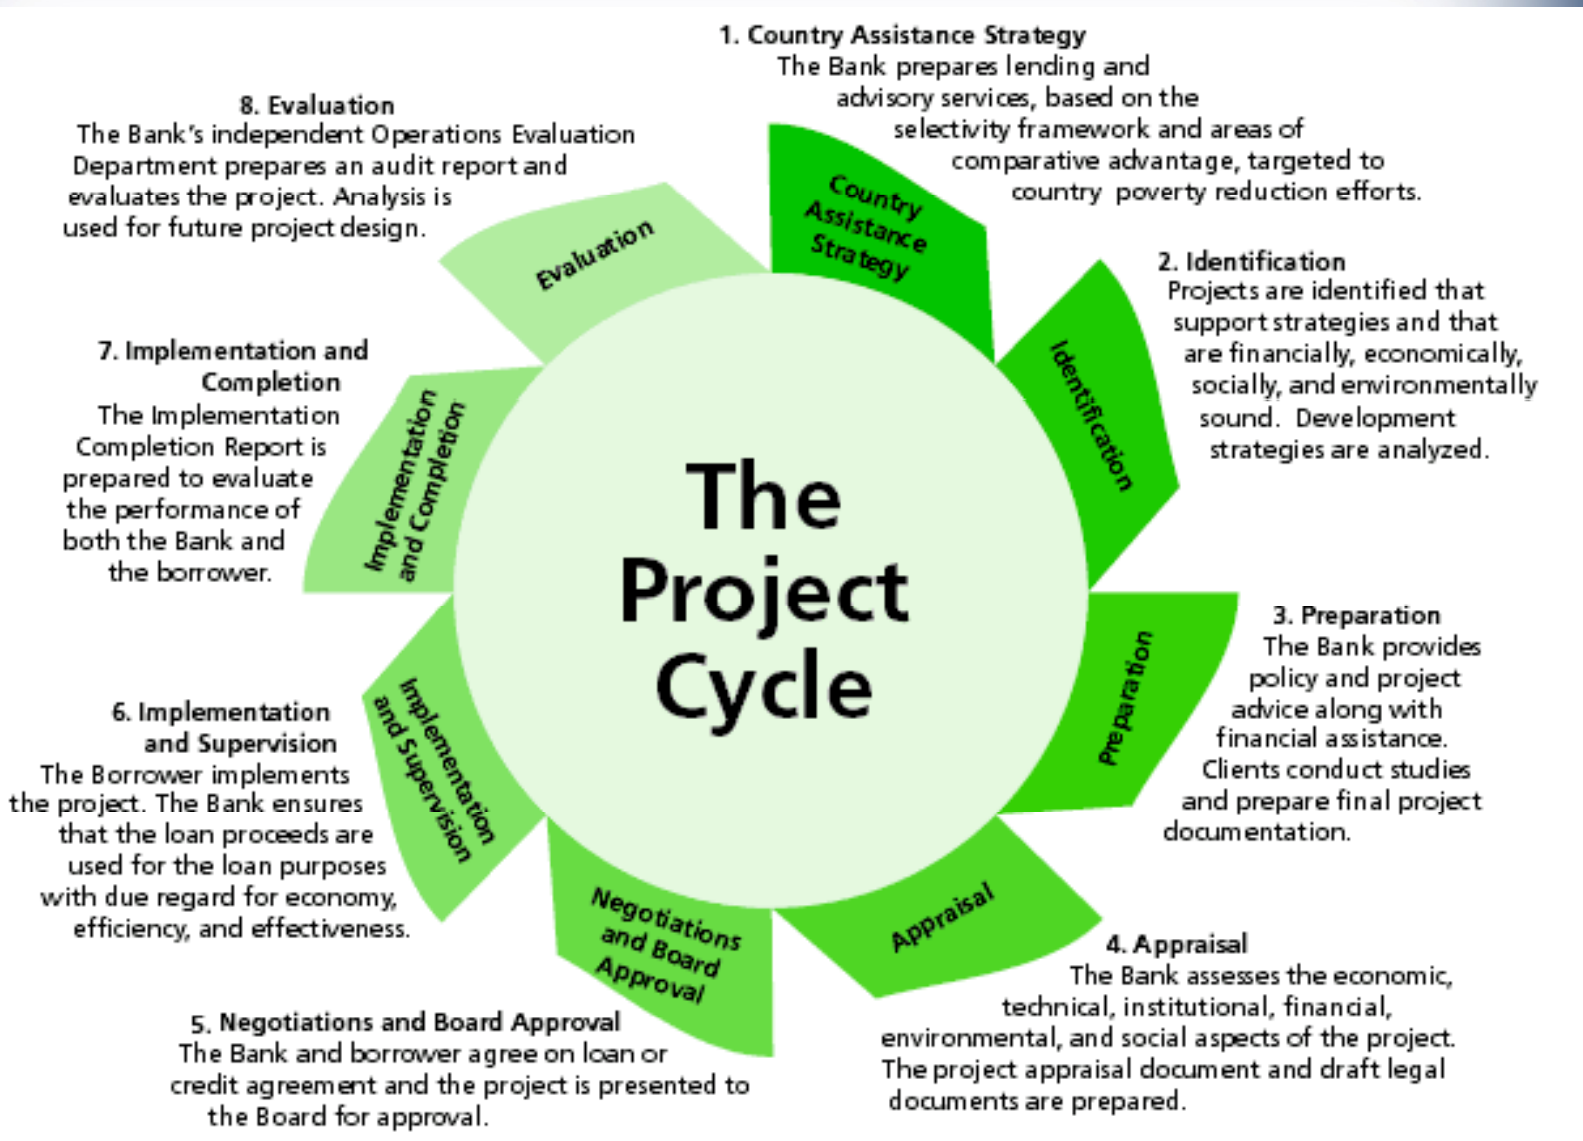 1. Country Assistance Strategy
The Bank prepares lending and
advisory services, based on the
selectivity framework and areas of
comparative advantage, targeted to
country poverty reduction efforts.
Country
Assistance
Strategy
2. Identification
Projects are identified that
support strategies and that
are financially, economically,
socially, and environmentally
sound. Development
strategies are analyzed.
Identification
3. Preparation
The Bank provides
policy and project
advice along with
financial assistance.
Clients conduct studies
and prepare final project
documentation.
Preparation
4. Appraisal
The Bank assesses the economic,
technical, institutional, financial,
environmental, and social aspects of the project.
The project appraisal document and draft legal
documents are prepared.
Appraisal
5. Negotiations and Board Approval
The Bank and borrower agree on loan or
credit agreement and the project is presented to
the Board for approval.
Negotiations
and Board
Approval
6. Implementation
and Supervision
The Borrower implements
the project. The Bank ensures
that the loan proceeds are
used for the loan purposes
with due regard for economy,
efficiency, and effectiveness.
Implementation
and Supervision
7. Implementation and
Completion
The Implementation
Completion Report is
prepared to evaluate
the performance of
both the Bank and
the borrower.
Implementation
and Completion
8. Evaluation
The Bank's independent Operations Evaluation
Department prepares an audit report and
evaluates the project. Analysis is
used for future project design.
Evaluation
The
Project
Cycle